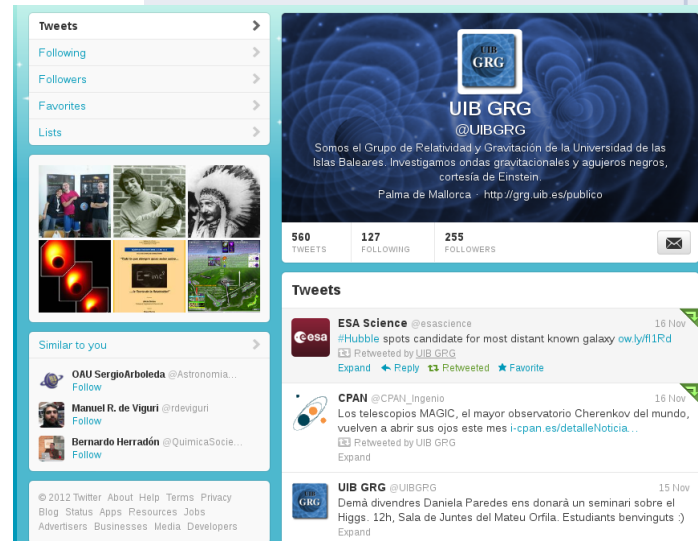 Tweets
Following
Followers
Favorites
Lists
Similar to you
OAU SergioArboleda @Astronomia...
Follow
Manuel R. de Viguri @rdeviguri
Follow
Bernardo Herradón @QuimicaSocie...
Follow
© 2012 Twitter About Help Terms Privacy
Blog Status Apps Resources Jobs
Advertisers Businesses Media Developers
UIB
GRG
UIB GRG
@UIBGRG
Somos el Grupo de Relatividad y Gravitación de la Universidad de las
Islas Baleares. Investigamos ondas gravitacionales y agujeros negros,
cortesía de Einstein.
Palma de Mallorca · http://grg.uib.es/publico
560 127 255
TWEETS FOLLOWING FOLLOWERS
Tweets
esa
ESA Science @esascience 16 Nov
#Hubble spots candidate for most distant known galaxy ow.ly/fl1Rd
Retweeted by UIB GRG
Expand Reply Retweeted Favorite
CPAN @CPAN_Ingenio 16 Nov
Los telescopios MAGIC, el mayor observatorio Cherenkov del mundo,
vuelven a abrir sus ojos este mes i-cpan.es/detalleNoticia...
Retweeted by UIB GRG
Expand
UIB
GRG
UIB GRG @UIBGRG 15 Nov
Demà divendres Daniela Paredes ens donarà un seminari sobre el
Higgs. 12h, Sala de Juntes del Mateu Orfila. Estudiants benvinguts :)
Expand